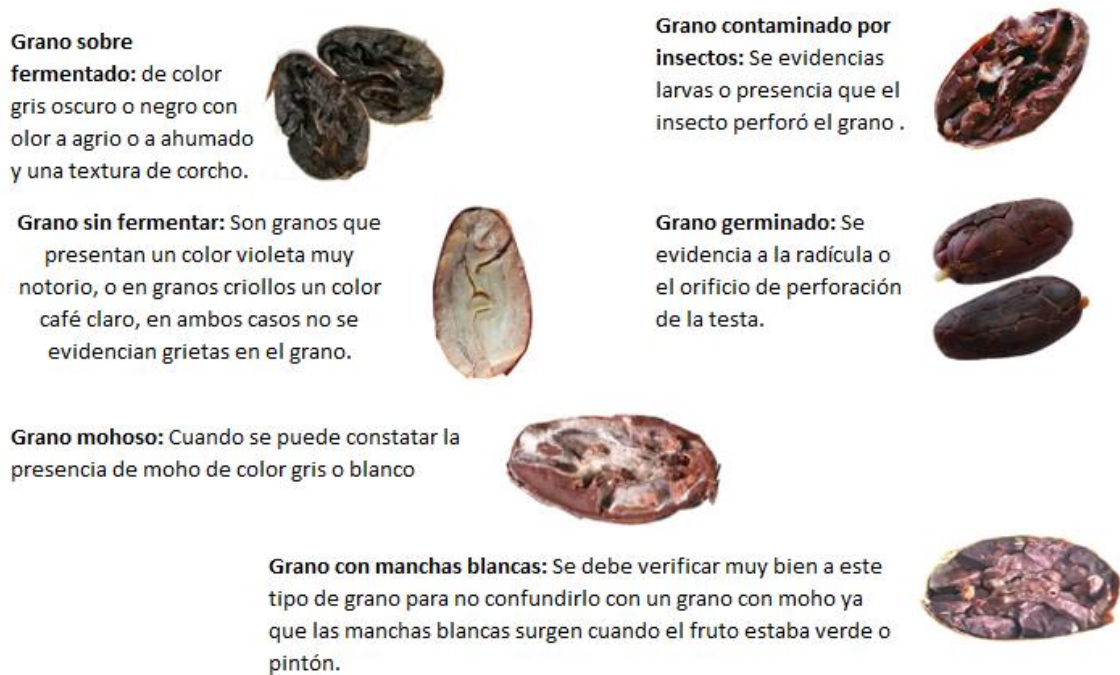 Grano sobre
fermentado: de color
gris oscuro o negro con
olor a agrio o a ahumado
y una textura de corcho.
Grano contaminado por
insectos: Se evidencias
larvas o presencia que el
insecto perforó el grano .
Grano sin fermentar: Son granos que
presentan un color violeta muy
notorio, o en granos criollos un color
café claro, en ambos casos no se
evidencian grietas en el grano.
Grano germinado: Se
evidencia a la radícula o
el orificio de perforación
de la testa.
Grano mohoso: Cuando se puede constatar la
presencia de moho de color gris o blanco
Grano con manchas blancas: Se debe verificar muy bien a este
tipo de grano para no confundirlo con un grano con moho ya
que las manchas blancas surgen cuando el fruto estaba verde o
pintón.